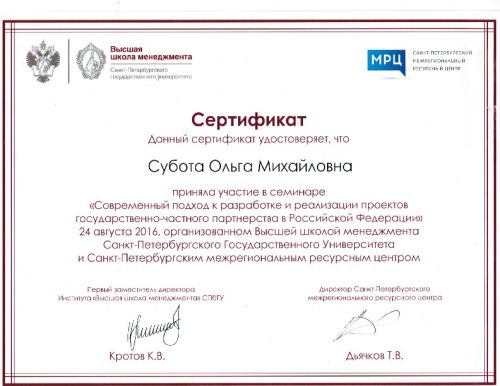 Высшая
школа менеджмента
Санкт-Петербургского
государственного университета
МРЦ
САНКТ-ПЕТЕРБУРГСКИЙ
МЕЖРЕГИОНАЛЬНЫЙ
РЕСУРСНЫЙ ЦЕНТР
Сертификат
Данный сертификат удостоверяет, что
Субота Ольга Михайловна
приняла участие в семинаре
«Современный подход к разработке и реализации проектов
государственно-частного партнерства в Российской Федерации»
24 августа 2016, организованном Высшей школой менеджмента
Санкт-Петербургского Государственного Университета
и Санкт-Петербургским межрегиональным ресурсным центром
Первый заместитель директора
Института «Высшая школа менеджмента» СПбГУ
Кротов К.В.
Директор Санкт-Петербургского
межрегионального ресурсного центра
Дьячков Т.В.